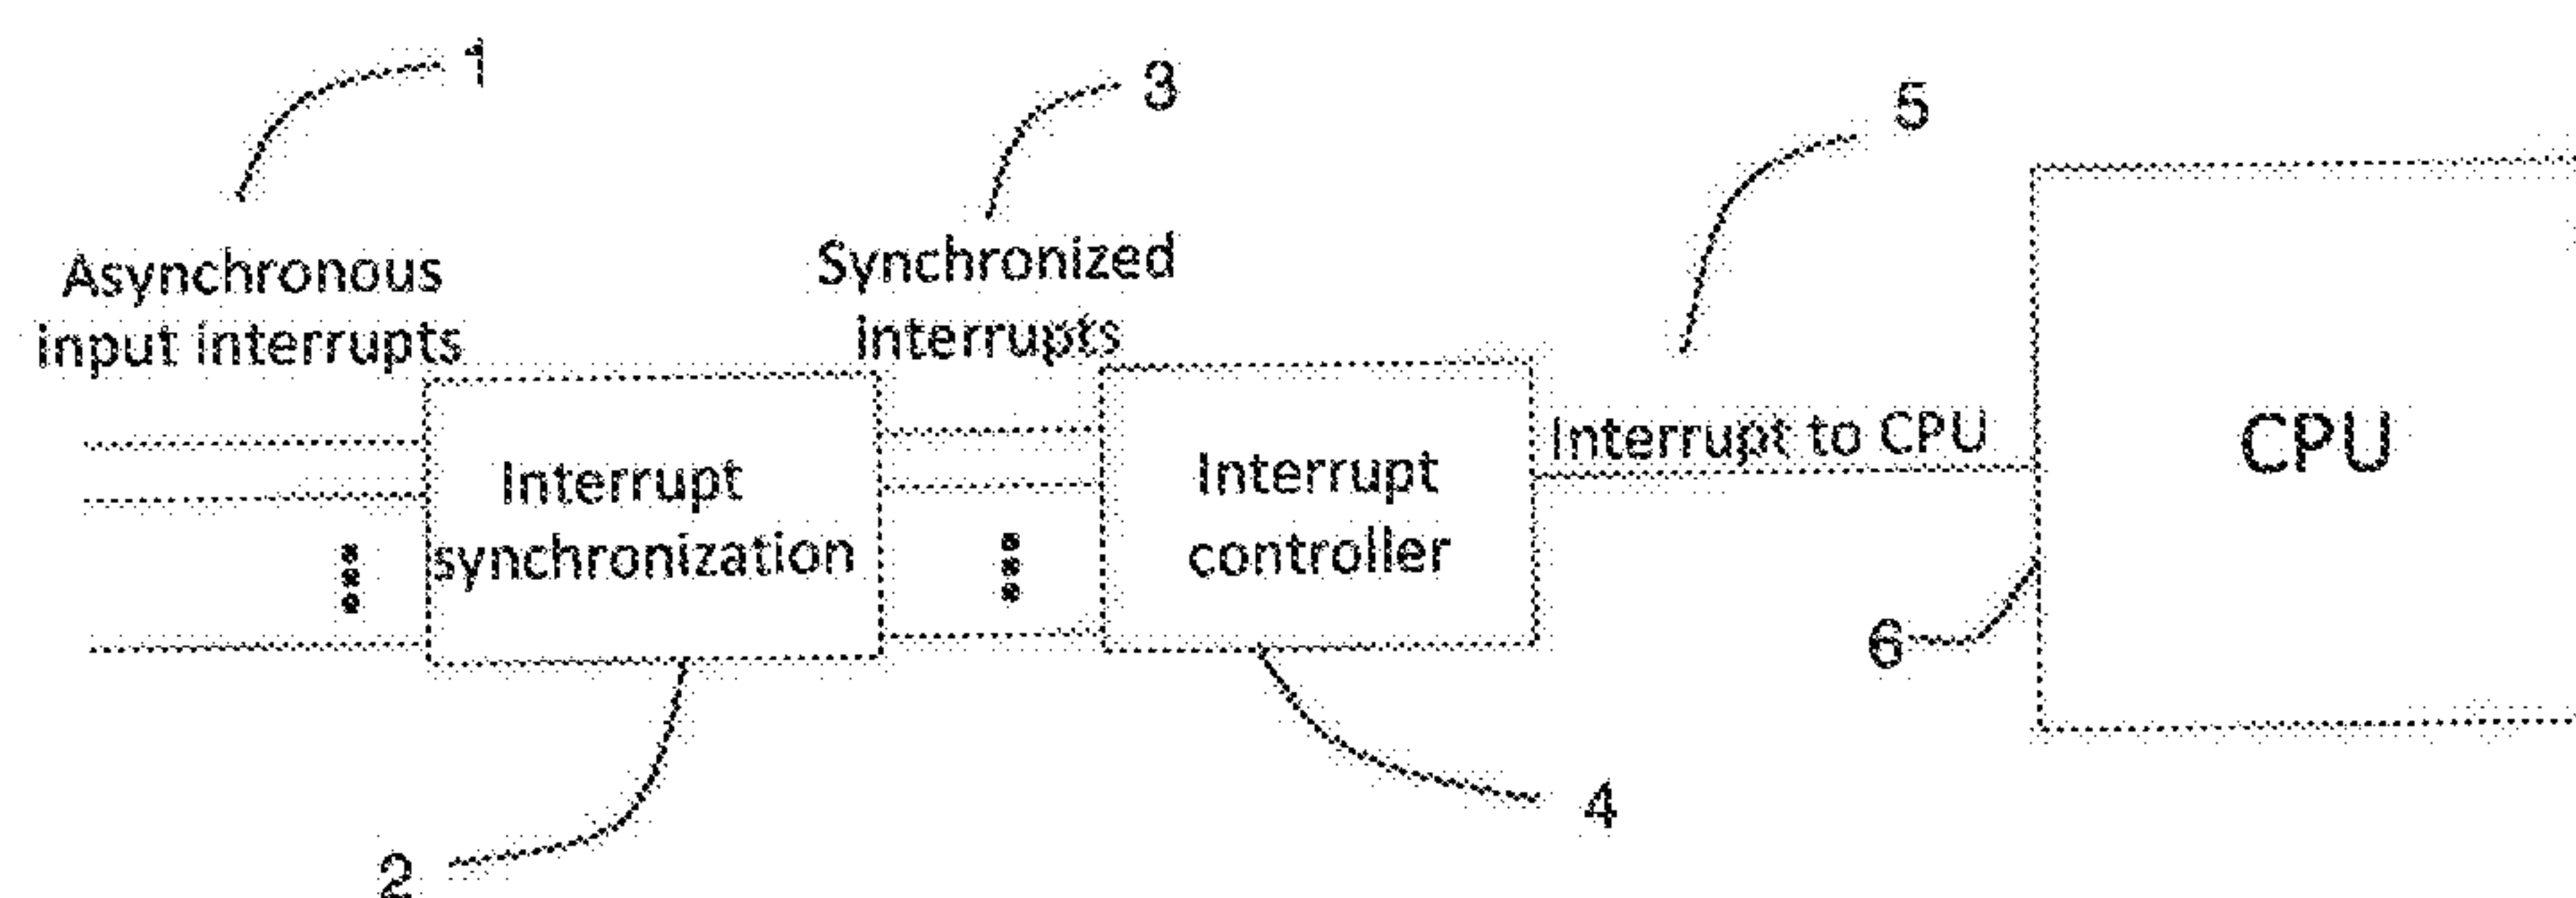 1
3
5
Asynchronous
input interrupts
Synchronized
interrupts
Interrupt
synchronization
Interrupt
controller
Interrupt to CPU
CPU
6
4
2